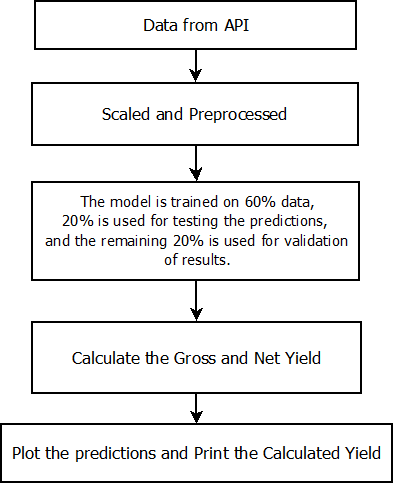 Data from API
Scaled and Preprocessed
The model is trained on 60% data,
20% is used for testing the predictions,
and the remaining 20% is used for validation
of results.
Calculate the Gross and Net Yield
Plot the predictions and Print the Calculated Yield